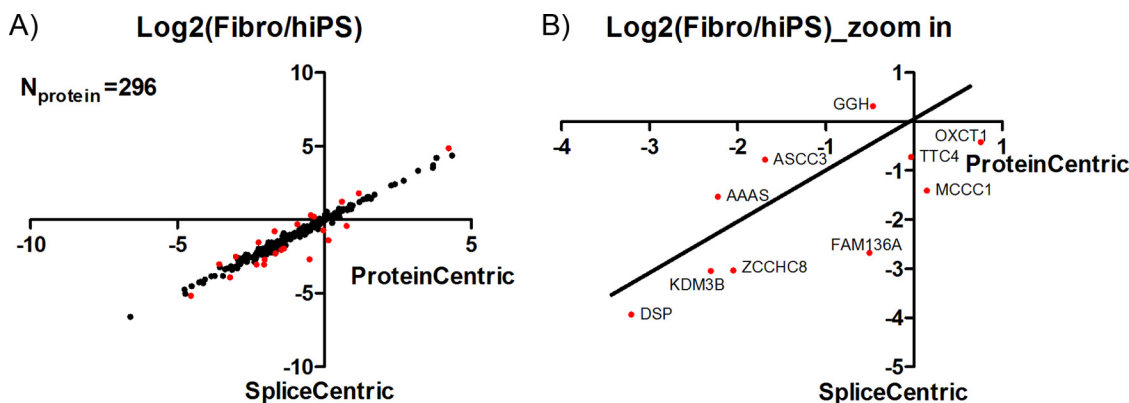 A)
Log2(Fibro/hiPS)
Nprotein=296
10
5
-10
-5
5
ProteinCentric
-5
-10
SpliceCentric
B)
Log2(Fibro/hiPS)_zoom in
1
GGH
-4
-3
-2
-1
1
OXCT1
ASCC3
TTC4
ProteinCentric
-1
AAAS
MCCC1
-2
FAM136A
ZCCHC8
-3
KDM3B
DSP
-4
-5
SpliceCentric